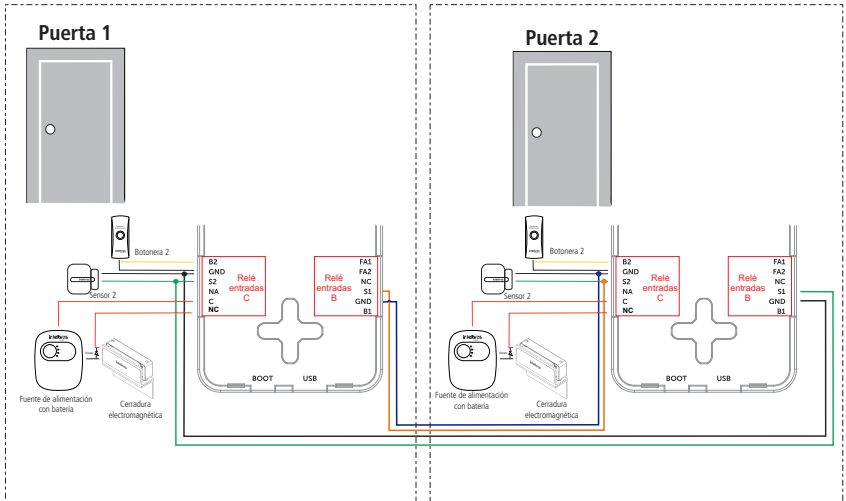 Puerta 1
Botonera 2
Sensor 2
B2
GND
S2
NA
C
NC
Relé
entradas
C
Relé
entradas
B
FA1
FA2
NC
S1
GND
B1
BOOT
USB
intelbras
Fuente de alimentación
con batería
Cerradura
electromagnética
Puerta 2
Botonera 2
Sensor 2
B2
GND
S2
NA
C
NC
Relé
entradas
C
Relé
entradas
B
FA1
FA2
NC
S1
GND
B1
BOOT
USB
intelbras
Fuente de alimentación
con batería
Cerradura
electromagnética